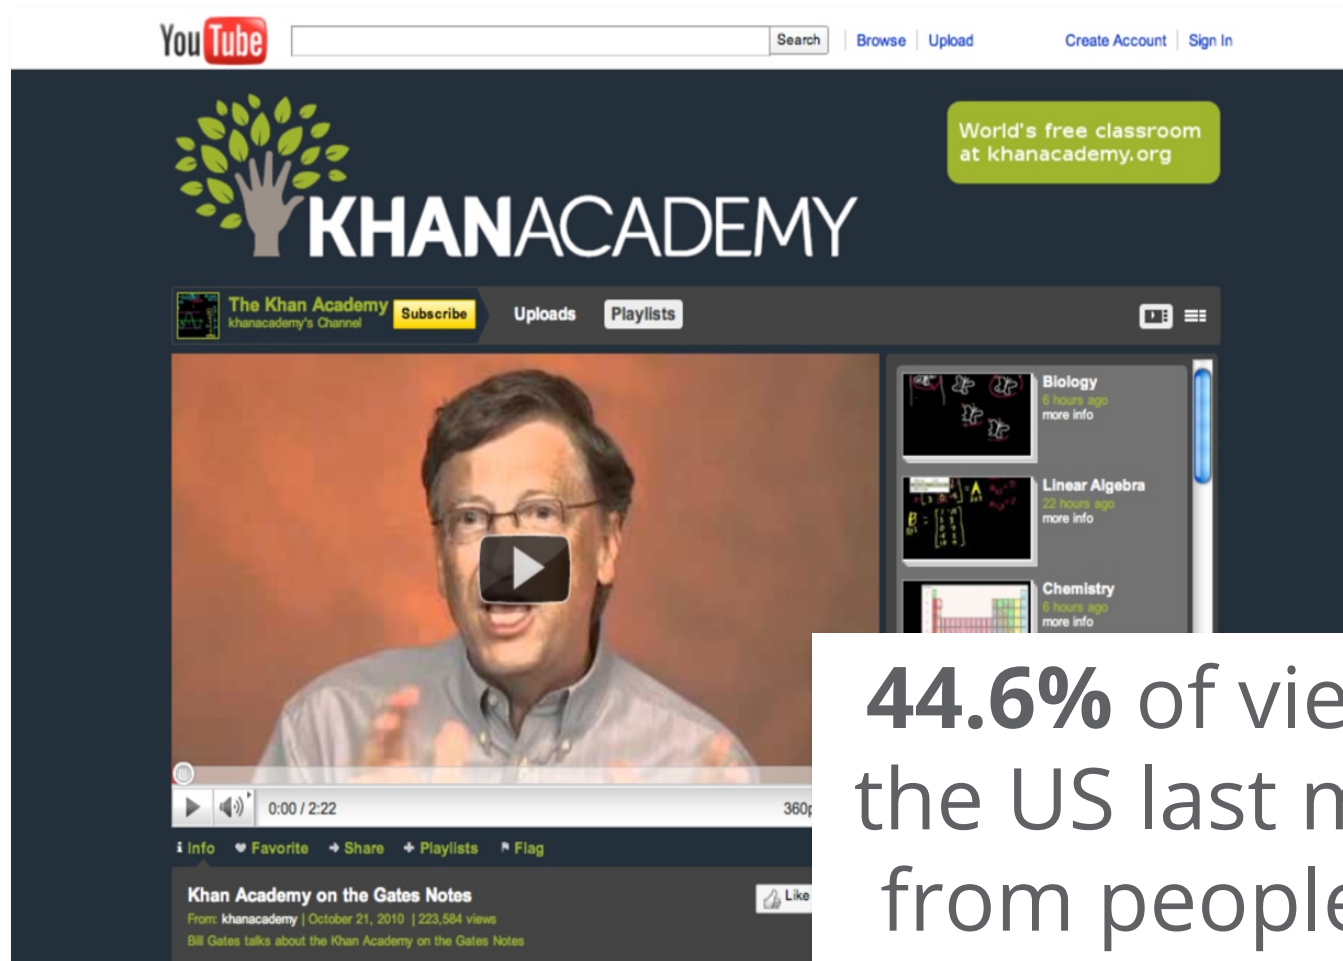 YouTube
Search
Browse
Upload
Create Account
Sign In
World's free classroom
at khanacademy.org
KHANACADEMY
The Khan Academy
khanacademy's Channel
Subscribe
Uploads
Playlists
Biology
6 hours ago
more info
Linear Algebra
22 hours ago
more info
Chemistry
6 hours ago
more info
0:00 / 2:22
360p
Info
Favorite
Share
Playlists
Flag
Khan Academy on the Gates Notes
Like
From: khanacademy | October 21, 2010 | 223,584 views
Bill Gates talks about the Khan Academy on the Gates Notes
44.6% of vie
the US last m
from people